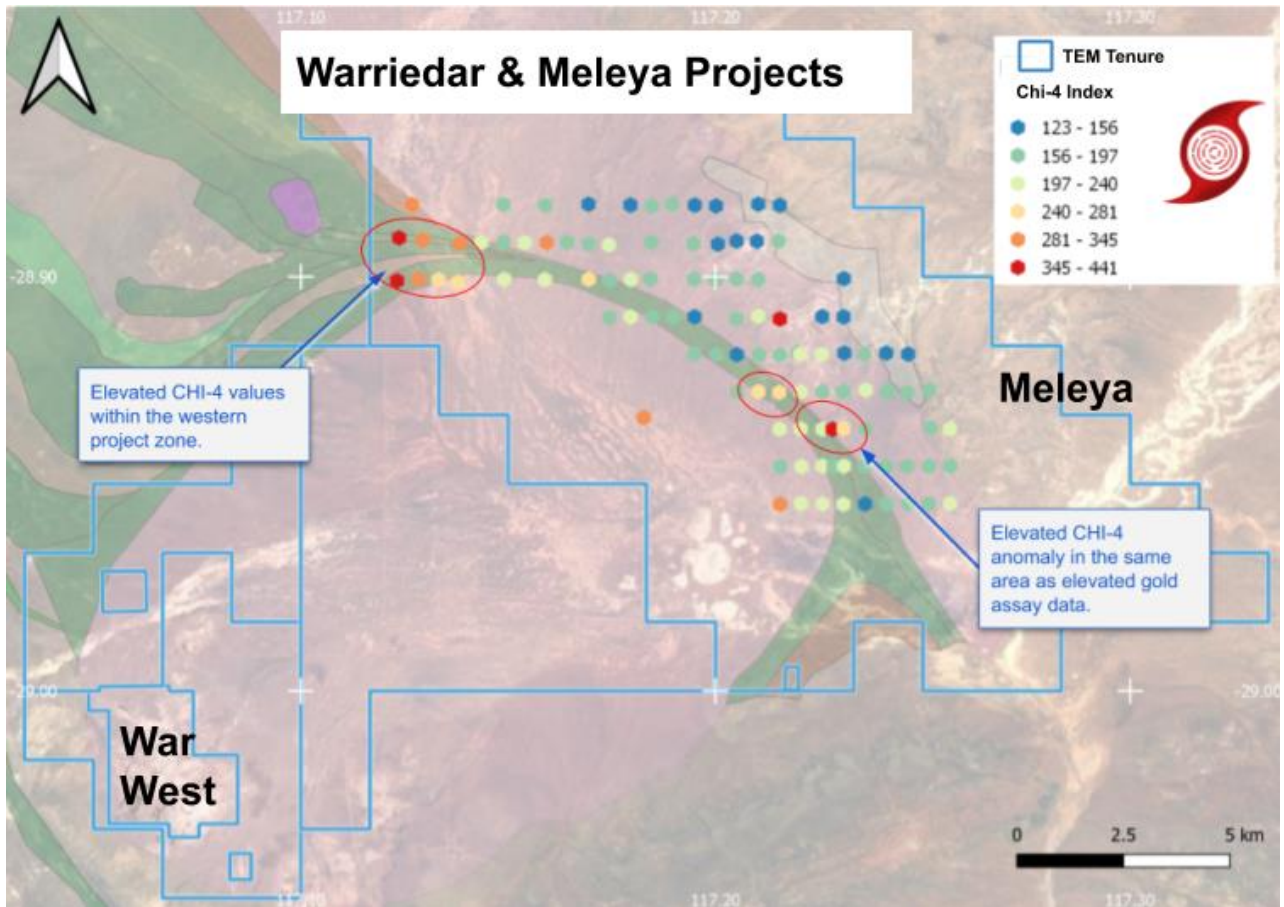 117.10
117.20
117.30
Warriedar & Meleya Projects
TEM Tenure
Chi-4 Index
123 - 156
156 - 197
197 - 240
240 - 281
281 - 345
345 - 441
-28.90
Elevated CHI-4 values
within the western
project zone.
Meleya
Elevated CHI-4
anomaly in the same
area as elevated gold
assay data.
-29.00
-29.00
War
West
0 2.5 5 km
117.10
117.20
117.30